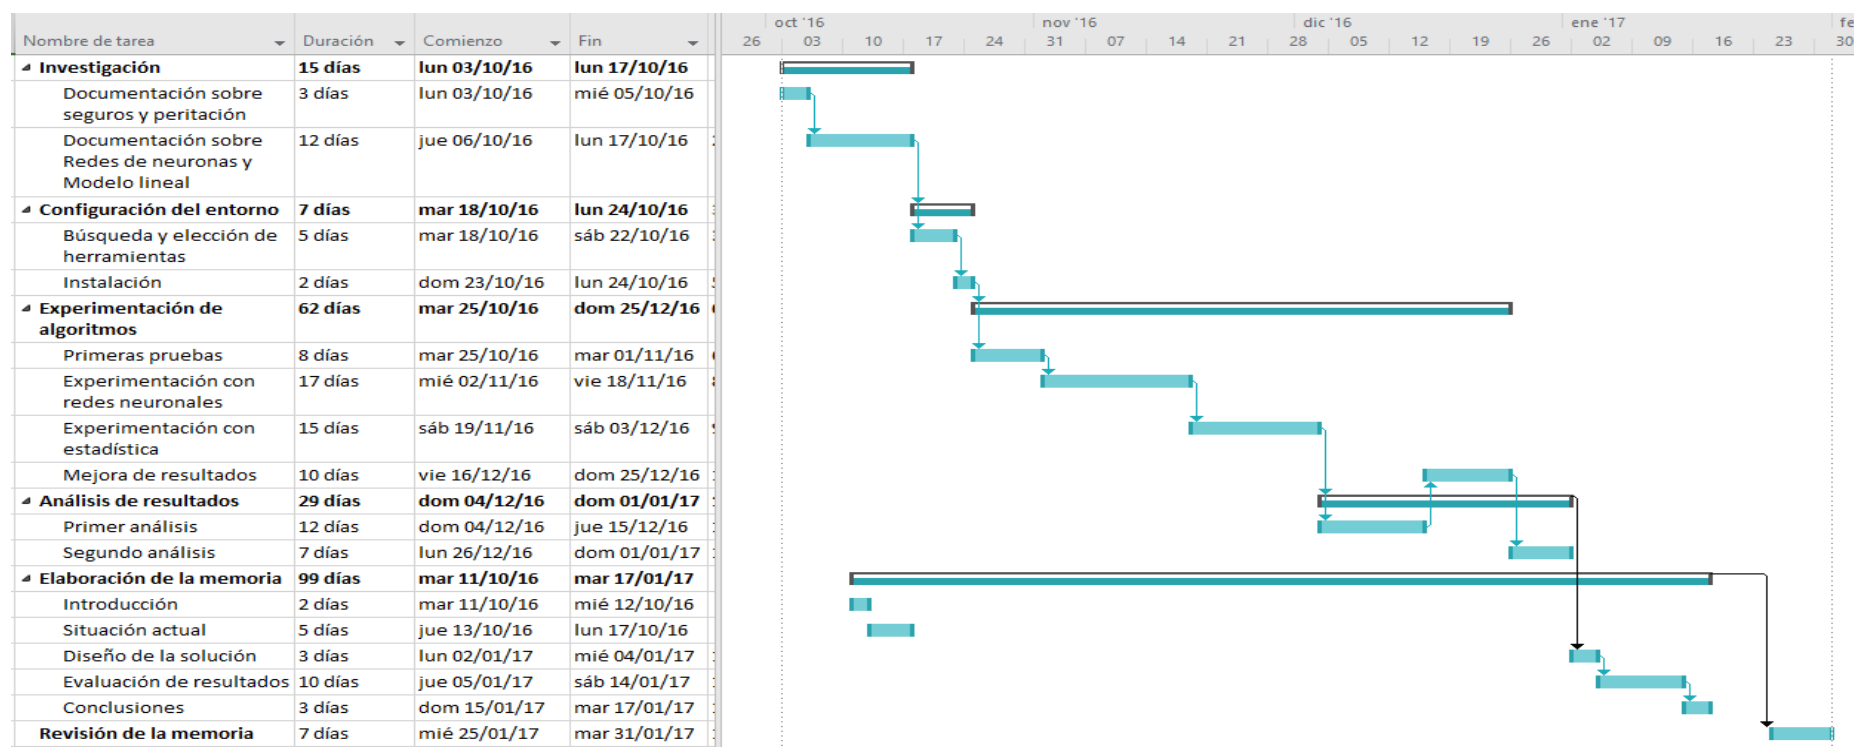 oct '16 nov '16 dic '16 ene '17 fe
Nombre de tarea Duración Comienzo Fin 26 03 10 17 24 31 07 14 21 28 05 12 19 26 02 09 16 23 30
Investigación 15 días lun 03/10/16 lun 17/10/16
Documentación sobre 3 días lun 03/10/16 mié 05/10/16
seguros y peritación
Documentación sobre 12 días jue 06/10/16 lun 17/10/16
Redes de neuronas y
Modelo lineal
Configuración del entorno 7 días mar 18/10/16 lun 24/10/16
Búsqueda y elección de 5 días mar 18/10/16 sáb 22/10/16
herramientas
Instalación 2 días dom 23/10/16 lun 24/10/16
Experimentación de 62 días mar 25/10/16 dom 25/12/16
algoritmos
Primeras pruebas 8 días mar 25/10/16 mar 01/11/16
Experimentación con 17 días mié 02/11/16 vie 18/11/16
redes neuronales
Experimentación con 15 días sáb 19/11/16 sáb 03/12/16
estadística
Mejora de resultados 10 días vie 16/12/16 dom 25/12/16
Análisis de resultados 29 días dom 04/12/16 dom 01/01/17
Primer análisis 12 días dom 04/12/16 jue 15/12/16
Segundo análisis 7 días lun 26/12/16 dom 01/01/17
Elaboración de la memoria 99 días mar 11/10/16 mar 17/01/17
Introducción 2 días mar 11/10/16 mié 12/10/16
Situación actual 5 días jue 13/10/16 lun 17/10/16
Diseño de la solución 3 días lun 02/01/17 mié 04/01/17
Evaluación de resultados 10 días jue 05/01/17 sáb 14/01/17
Conclusiones 3 días dom 15/01/17 mar 17/01/17
Revisión de la memoria 7 días mié 25/01/17 mar 31/01/17